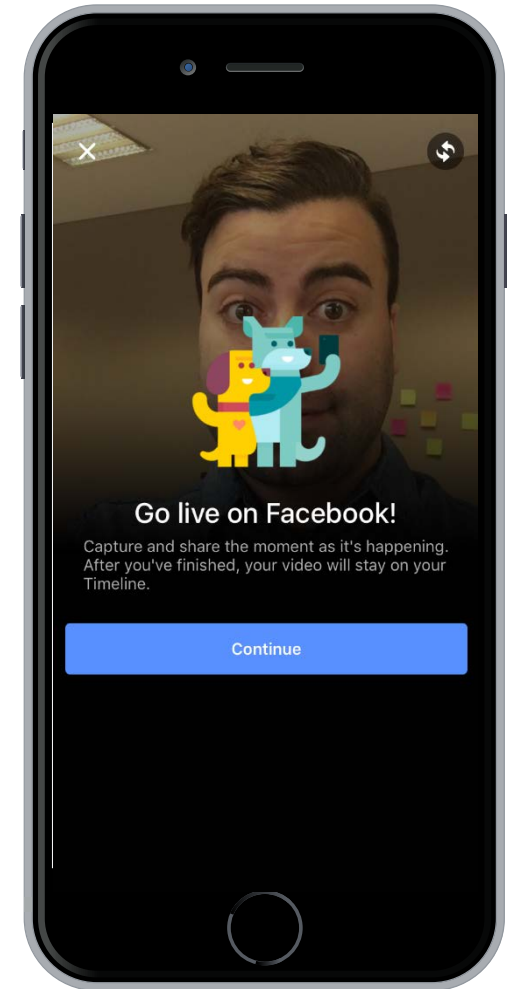 Go live on Facebook!
Capture and share the moment as it's happening.
After you've finished, your video will stay on your
Timeline.
Continue